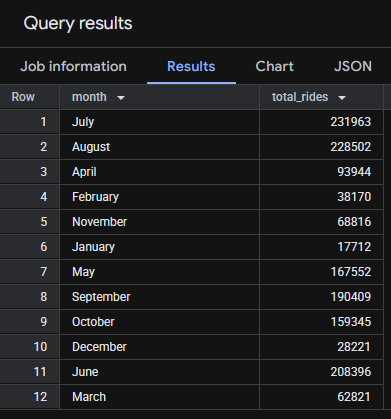 Query results
Job information Results Chart JSON
Row month total_rides
1 July 231963
2 August 228502
3 April 93944
4 February 38170
5 November 68816
6 January 17712
7 May 167552
8 September 190409
9 October 159345
10 December 28221
11 June 208396
12 March 62821